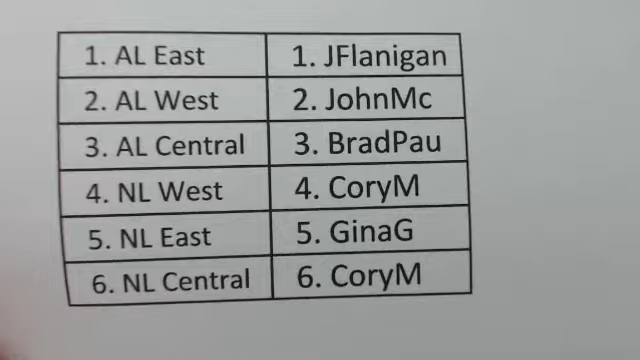 1. AL East 1. JFlanigan
2. AL West 2. JohnMc
3. AL Central 3. BradPau
4. NL West 4. CoryM
5. NL East 5. GinaG
6. NL Central 6. CoryM